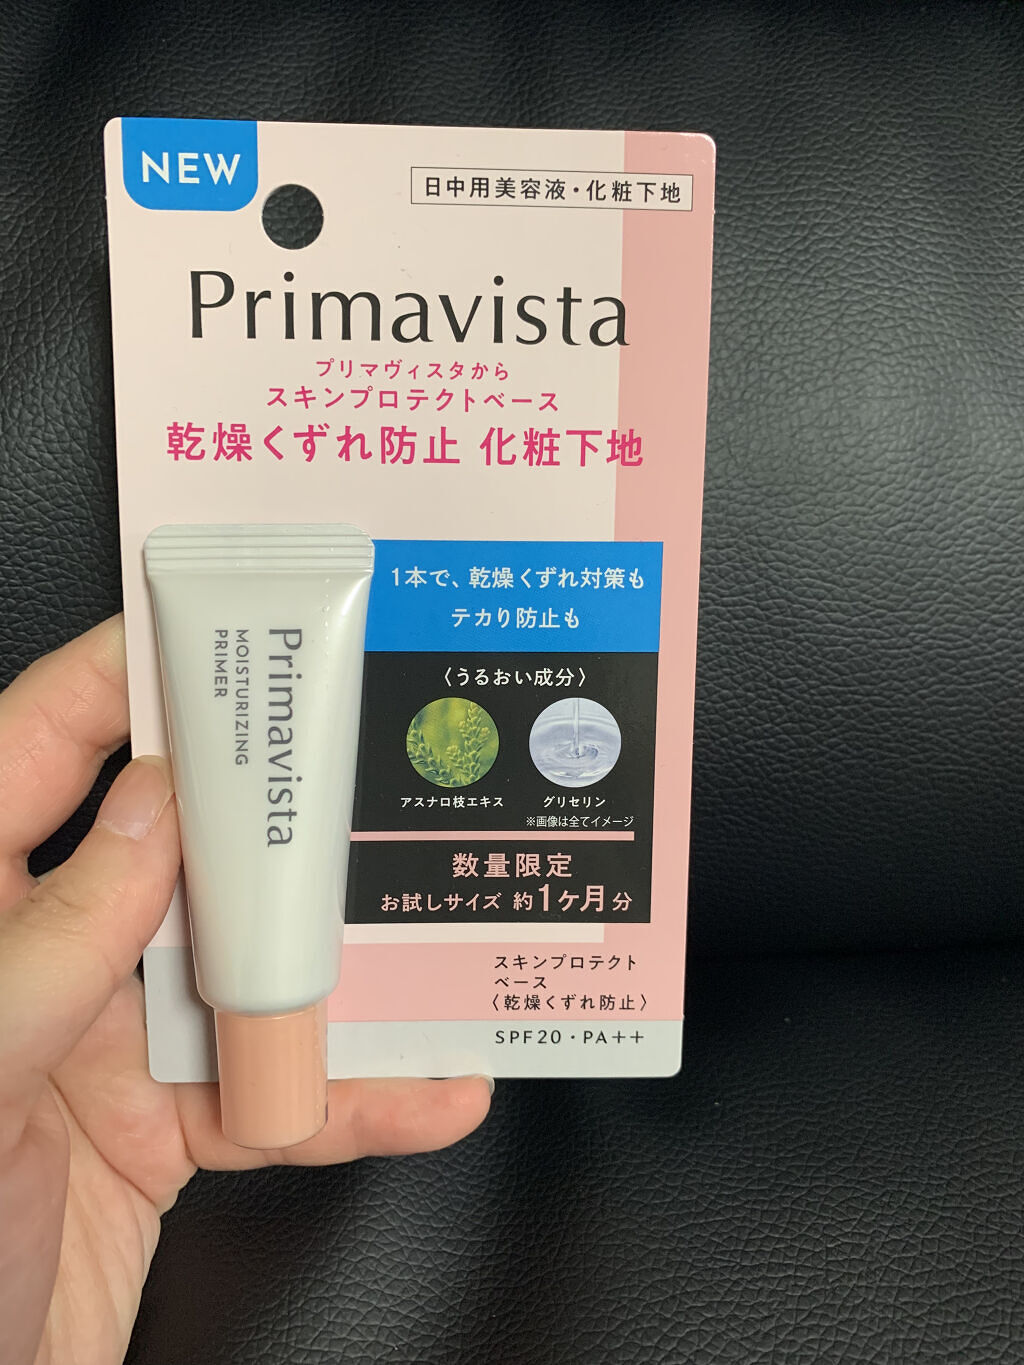 NEW
日中用美容液・化粧下地
Primavista
プリマヴィスタから
スキンプロテクトベース
乾燥くずれ防止 化粧下地
1本で、乾燥くずれ対策も
テカり防止も
〈うるおい成分〉
アスナロ枝エキス
グリセリン
※画像は全てイメージ
数量限定
お試しサイズ 約1ヶ月分
スキンプロテクト
ベース
〈乾燥くずれ防止〉
SPF20・PA++
Primavista
MOISTURIZING
PRIMER